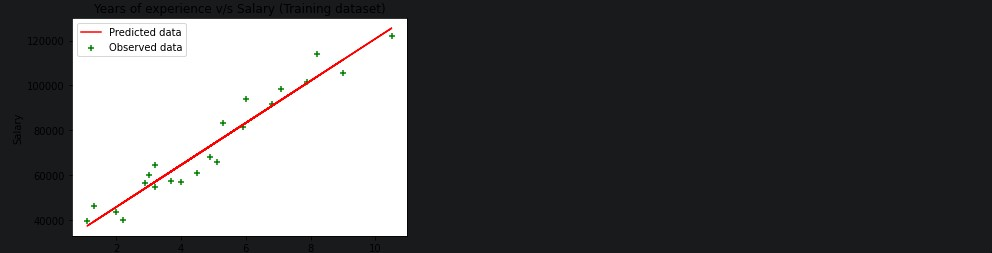 Years of experience v/s Salary (Training dataset)
Predicted data
Observed data
120000
100000
80000
60000
40000
Salary
2 4 6 8 10